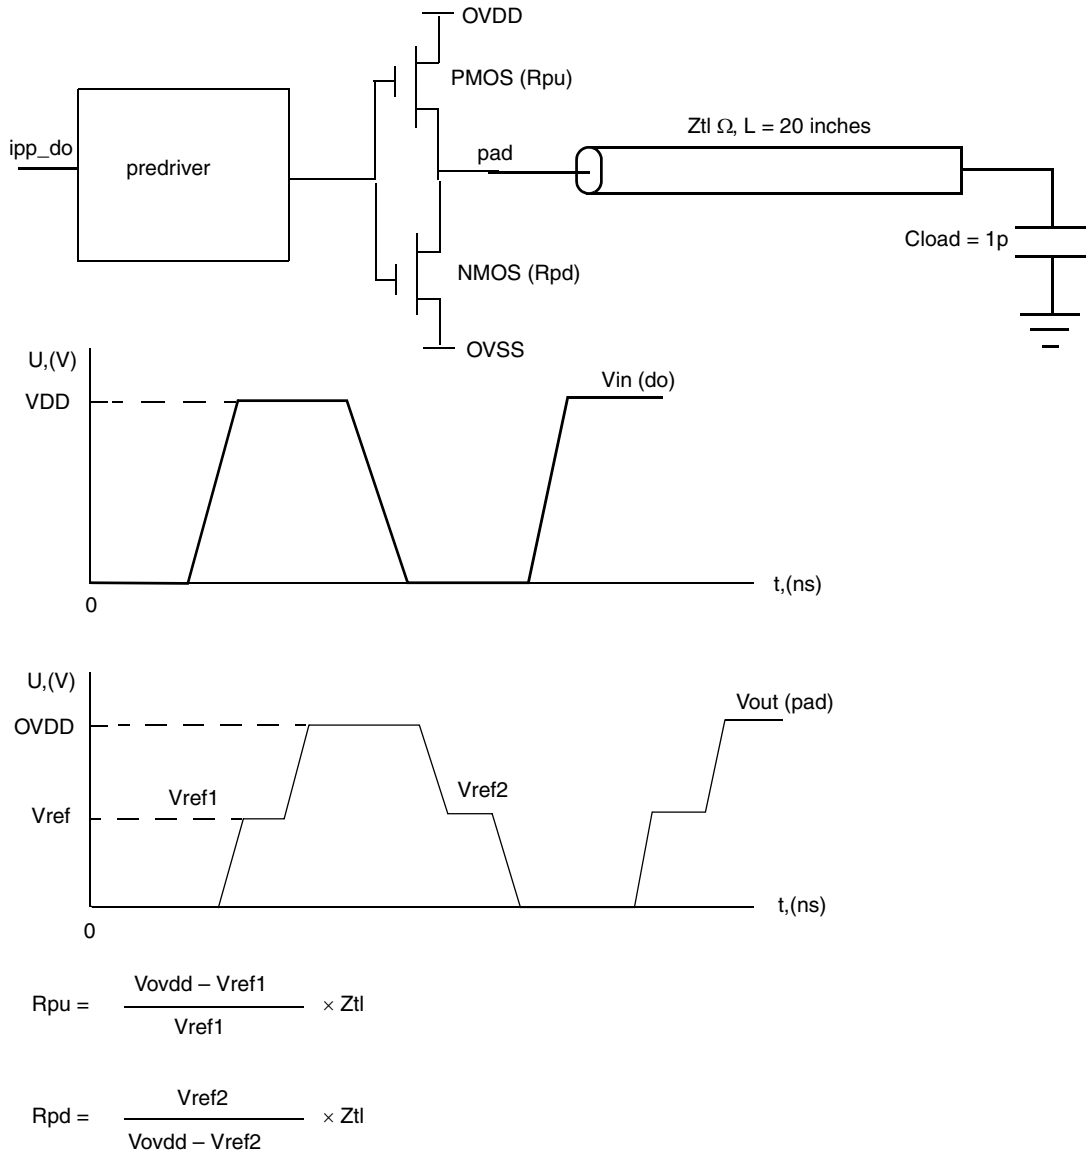 OVDD
PMOS (Rpu)
Ztl Ω, L = 20 inches
ipp_do
predriver
pad
Cload = 1p
NMOS (Rpd)
OVSS
U,(V)
VDD
Vin (do)
t,(ns)
0
U,(V)
OVDD
Vout (pad)
Vref1
Vref2
Vref
t,(ns)
0
Vovdd – Vref1
Rpu = × Ztl
Vref1
Vref2
Rpd = × Ztl
Vovdd – Vref2